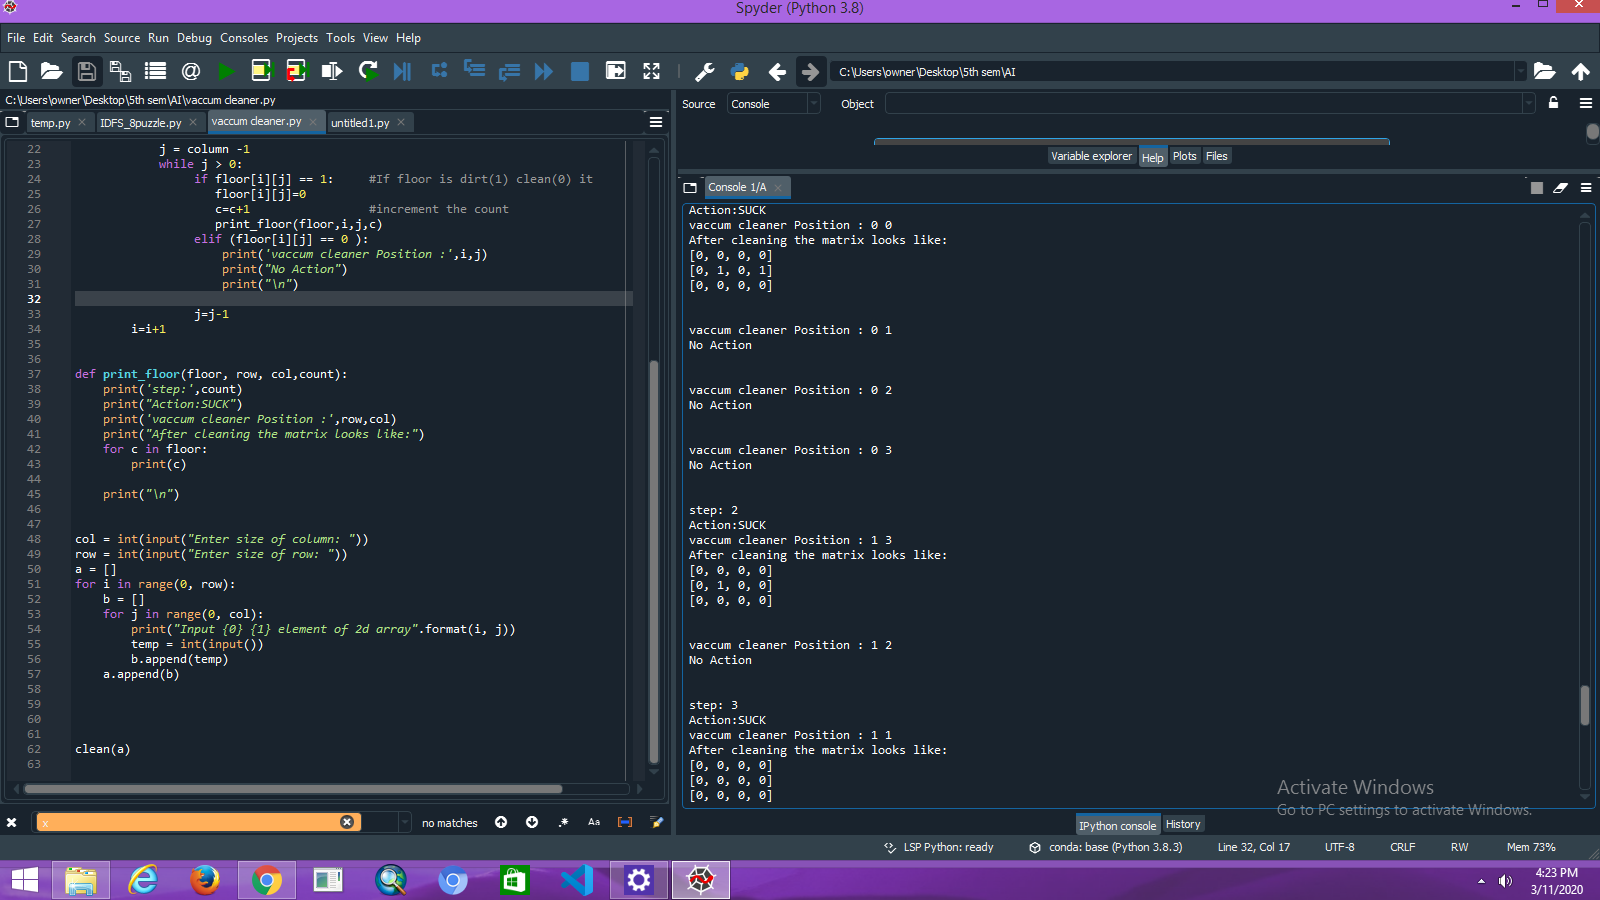 Spyder (Python 3.8)
File Edit Search Source Run Debug Consoles Projects Tools View Help
C:\Users\owner\Desktop\5th sem\AI
C:\Users\owner\Desktop\5th sem\AI\vaccum cleaner.py
Source Console Object
temp.py IDFS_8puzzle.py vaccum cleaner.py untitled1.py
22 j = column -1
23 while j > 0:
24 if floor[i][j] == 1: #If floor is dirt(1) clean(0) it
25 floor[i][j]=0
26 c=c+1 #increment the count
27 print_floor(floor,i,j,c)
28 elif (floor[i][j] == 0 ):
29 print('vaccum cleaner Position :',i,j)
30 print("No Action")
31 print("\n")
32
33 j=j-1
34 i=i+1
35
36
37 def print_floor(floor, row, col,count):
38 print('step:',count)
39 print("Action:SUCK")
40 print('vaccum cleaner Position :',row,col)
41 print("After cleaning the matrix looks like:")
42 for c in floor:
43 print(c)
44
45 print("\n")
46
47
48 col = int(input("Enter size of column: "))
49 row = int(input("Enter size of row: "))
50 a = []
51 for i in range(0, row):
52 b = []
53 for j in range(0, col):
54 print("Input {0} {1} element of 2d array".format(i, j))
55 temp = int(input())
56 b.append(temp)
57 a.append(b)
58
59
60
61
62 clean(a)
63
x no matches Aa
Variable explorer Help Plots Files
Console 1/A
Action:SUCK
vaccum cleaner Position : 0 0
After cleaning the matrix looks like:
[0, 0, 0, 0]
[0, 1, 0, 1]
[0, 0, 0, 0]
vaccum cleaner Position : 0 1
No Action
vaccum cleaner Position : 0 2
No Action
vaccum cleaner Position : 0 3
No Action
step: 2
Action:SUCK
vaccum cleaner Position : 1 3
After cleaning the matrix looks like:
[0, 0, 0, 0]
[0, 1, 0, 0]
[0, 0, 0, 0]
vaccum cleaner Position : 1 2
No Action
step: 3
Action:SUCK
vaccum cleaner Position : 1 1
After cleaning the matrix looks like:
[0, 0, 0, 0]
[0, 0, 0, 0]
[0, 0, 0, 0]
Activate Windows
Go to PC settings to activate Windows.
IPython console History
LSP Python: ready conda: base (Python 3.8.3) Line 32, Col 17 UTF-8 CRLF RW Mem 73%
4:23 PM
3/11/2020